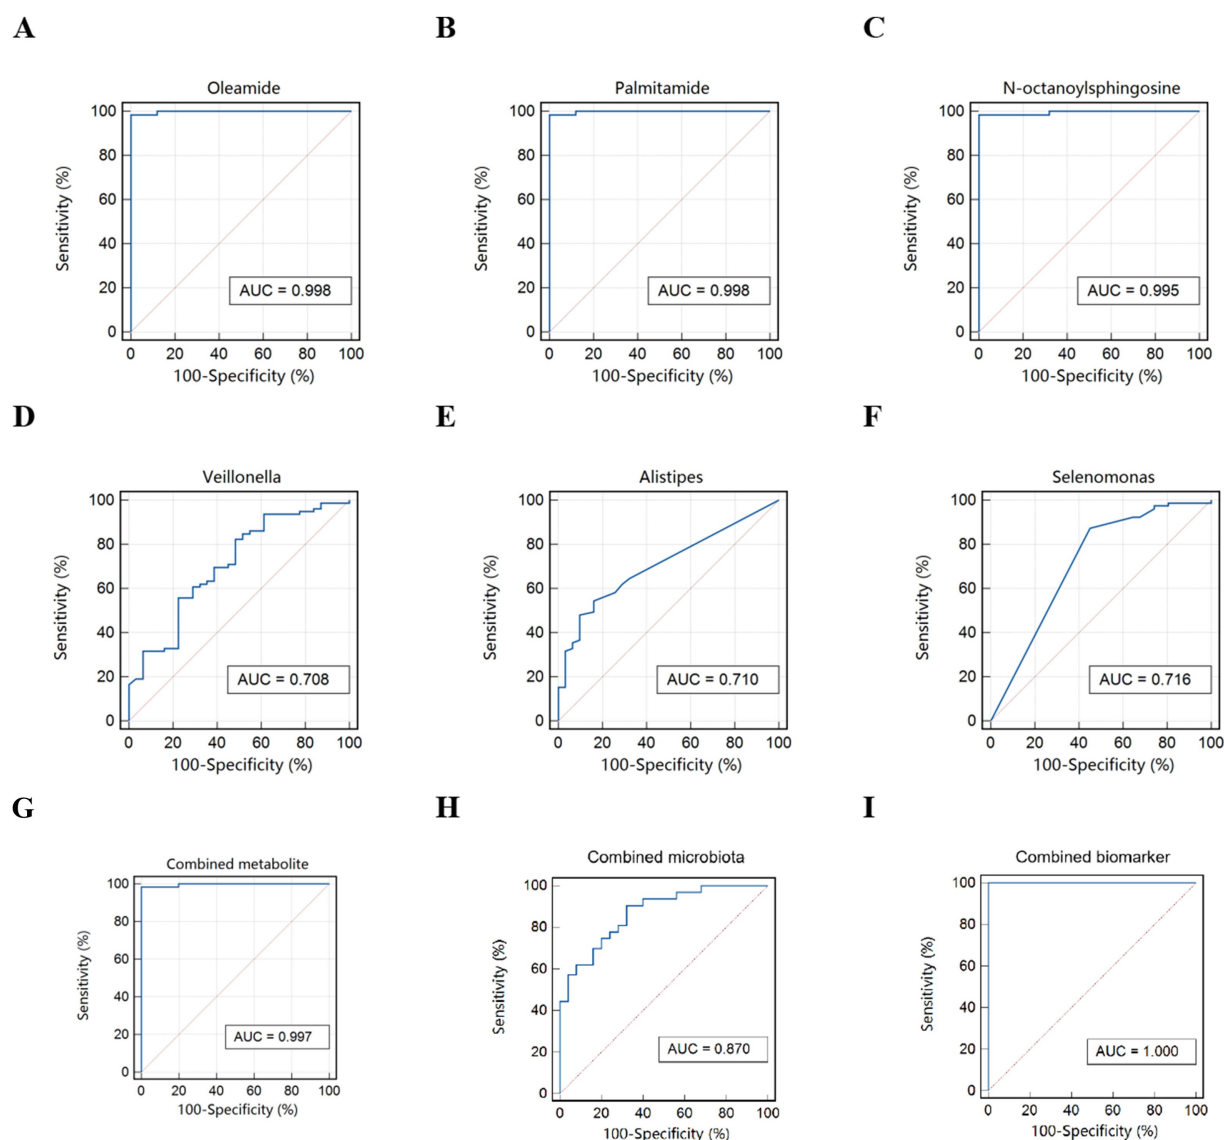 A
B
C
Oleamide
Palmitamide
N-octanoylsphingosine
100
80
60
40
20
0
Sensitivity (%)
AUC = 0.998
0 20 40 60 80 100
100-Specificity (%)
100
80
60
40
20
0
Sensitivity (%)
AUC = 0.998
0 20 40 60 80 100
100-Specificity (%)
100
80
60
40
20
0
Sensitivity (%)
AUC = 0.995
0 20 40 60 80 100
100-Specificity (%)
D
E
F
Veillonella
Alistipes
Selenomonas
100
80
60
40
20
0
Sensitivity (%)
AUC = 0.708
0 20 40 60 80 100
100-Specificity (%)
100
80
60
40
20
0
Sensitivity (%)
AUC = 0.710
0 20 40 60 80 100
100-Specificity (%)
100
80
60
40
20
0
Sensitivity (%)
AUC = 0.716
0 20 40 60 80 100
100-Specificity (%)
G
H
I
Combined metabolite
Combined microbiota
Combined biomarker
100
80
60
40
20
0
Sensitivity (%)
AUC = 0.997
0 20 40 60 80 100
100-Specificity (%)
100
80
60
40
20
0
Sensitivity (%)
AUC = 0.870
0 20 40 60 80 100
100-Specificity (%)
100
80
60
40
20
0
Sensitivity (%)
AUC = 1.000
0 20 40 60 80 100
100-Specificity (%)